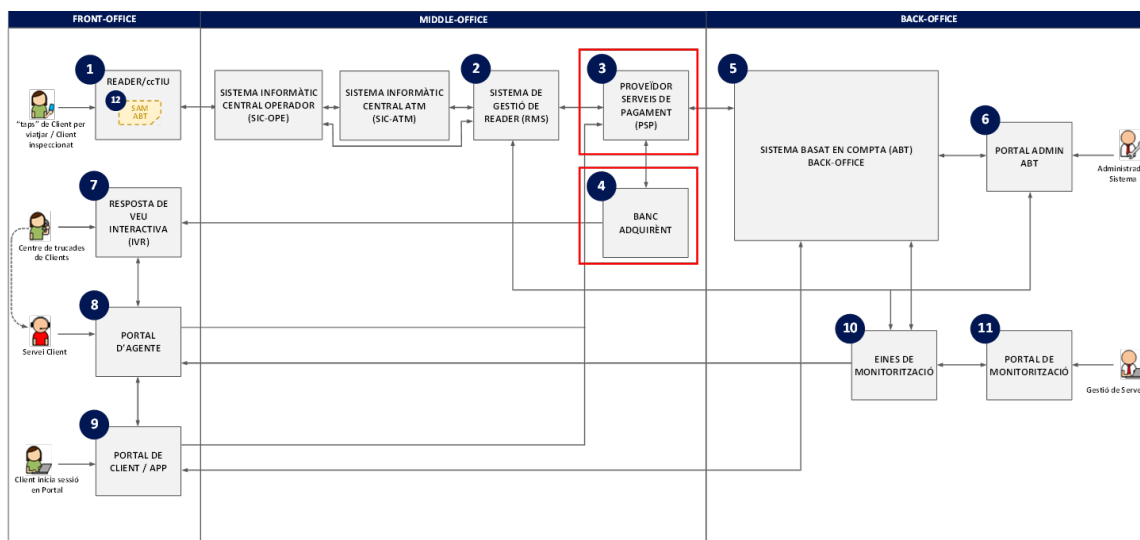 FRONT-OFFICE
MIDDLE-OFFICE
BACK-OFFICE
1
READER/ccTIU
12
SAM
ABT
"taps" de Client per
viatjar / Client
inspeccionat
SISTEMA INFORMÀTIC
CENTRAL OPERADOR
(SIC-OPE)
SISTEMA INFORMÀTIC
CENTRAL ATM
(SIC-ATM)
2
SISTEMA DE
GESTIÓ DE
READER (RMS)
3
PROVEÏDOR
SERVEIS DE
PAGAMENT
(PSP)
4
BANC
ADQUIRÈNT
5
SISTEMA BASAT EN COMPTA (ABT)
BACK-OFFICE
6
PORTAL ADMIN
ABT
Administrad
Sistema
7
RESPOSTA DE
VEU
INTERACTIVA
(IVR)
Centre de trucades
de Clients
8
PORTAL
D'AGENTE
Servei Client
9
PORTAL DE
CLIENT / APP
Client inicia sessió
en Portal
10
EINES DE
MONITORITZACIÓ
11
PORTAL DE
MONITORITZACIÓ
Gestió de Serve